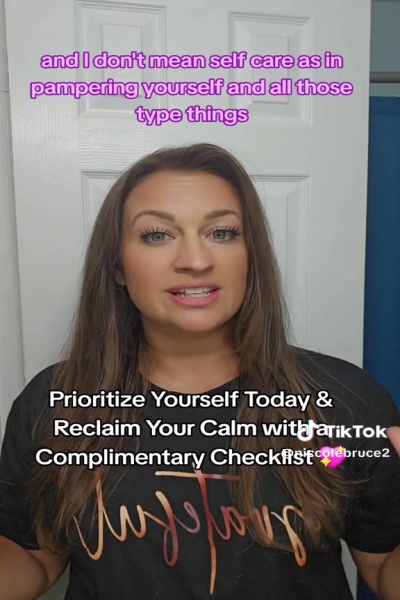 and I don't mean self care as in
pampering yourself and all those
type things
Prioritize Yourself Today &
Reclaim Your Calm with a
Complimentary Checklist 💖
TikTok
@niscolebruce2
grateful